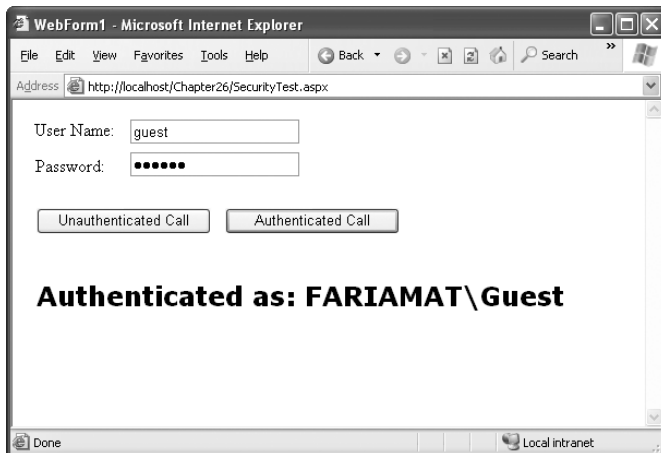 WebForm1 - Microsoft Internet Explorer
File Edit View Favorites Tools Help Back Search »
Address http://localhost/Chapter26/SecurityTest.aspx
User Name: guest
Password: ••••••
Unauthenticated Call Authenticated Call
Authenticated as: FARIAMAT\Guest
Done Local intranet